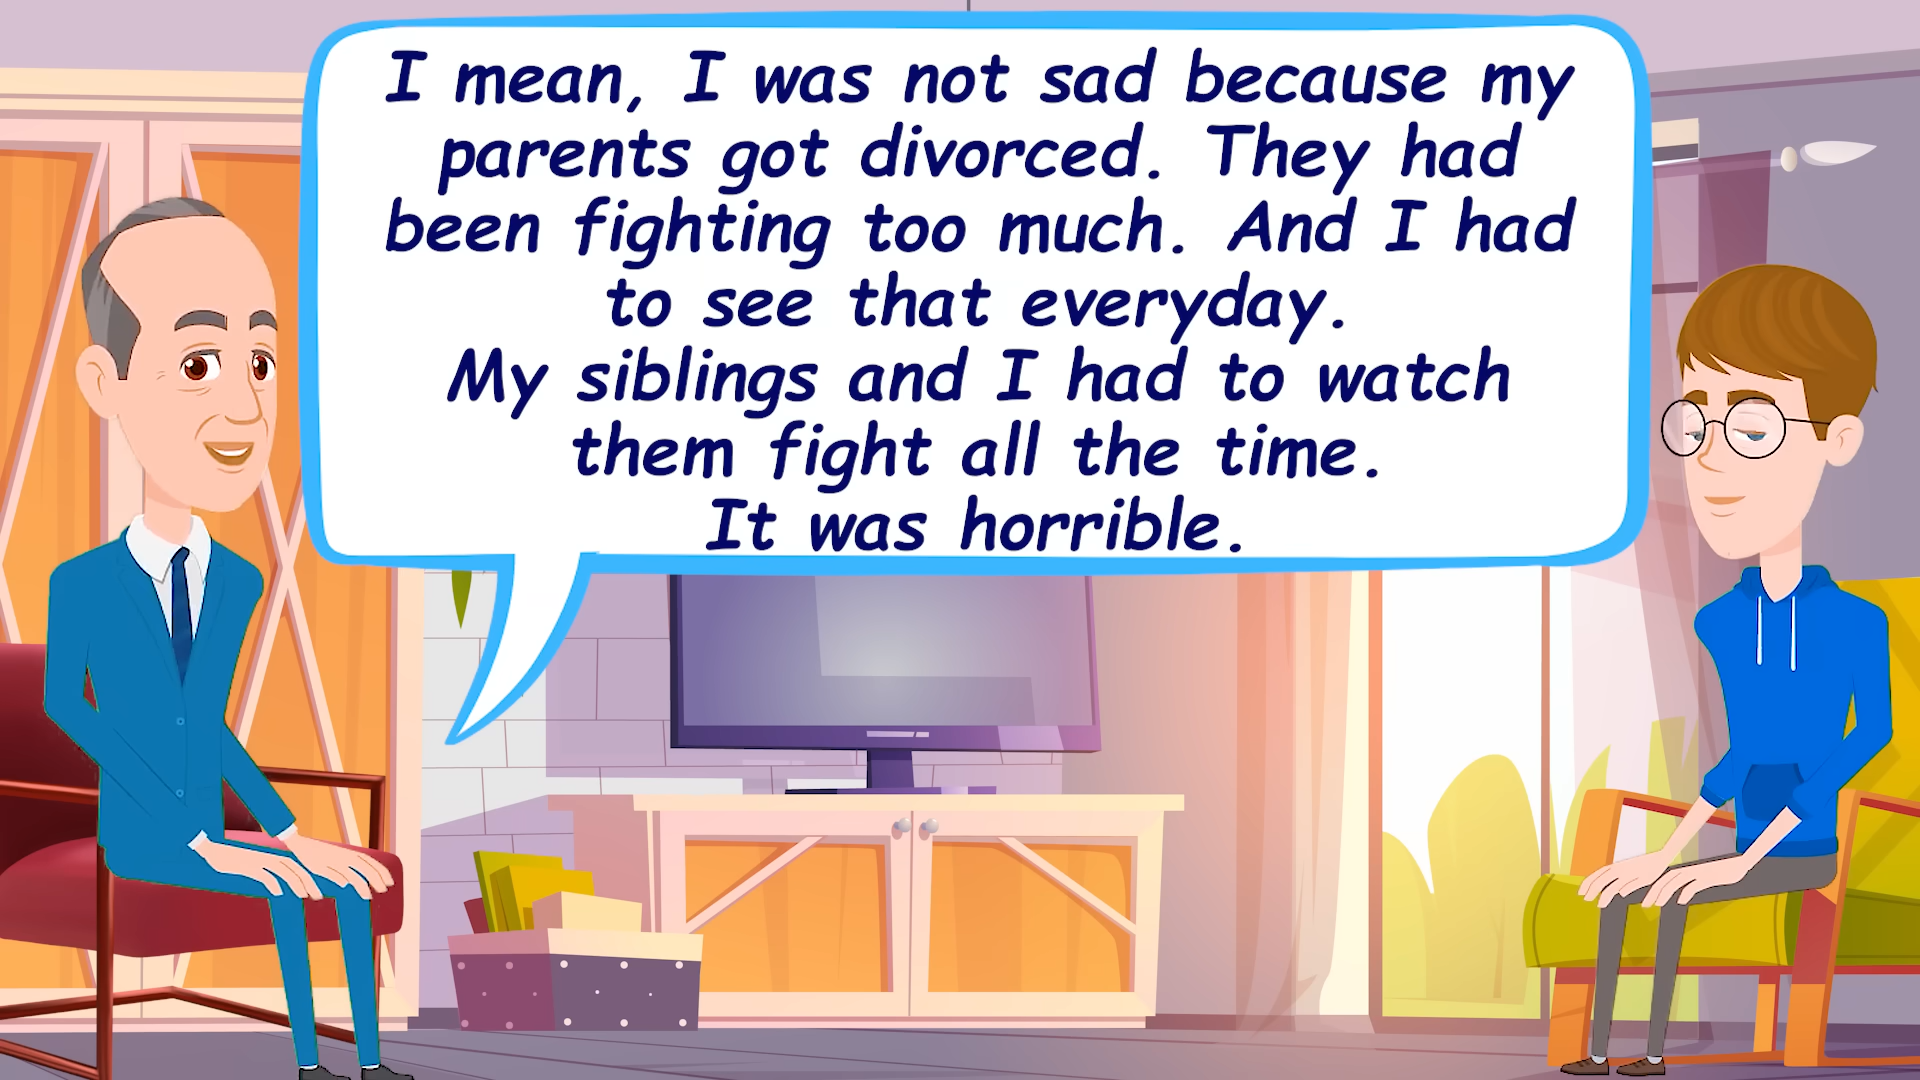 I mean, I was not sad because my
parents got divorced. They had
been fighting too much. And I had
to see that everyday.
My siblings and I had to watch
them fight all the time.
It was horrible.